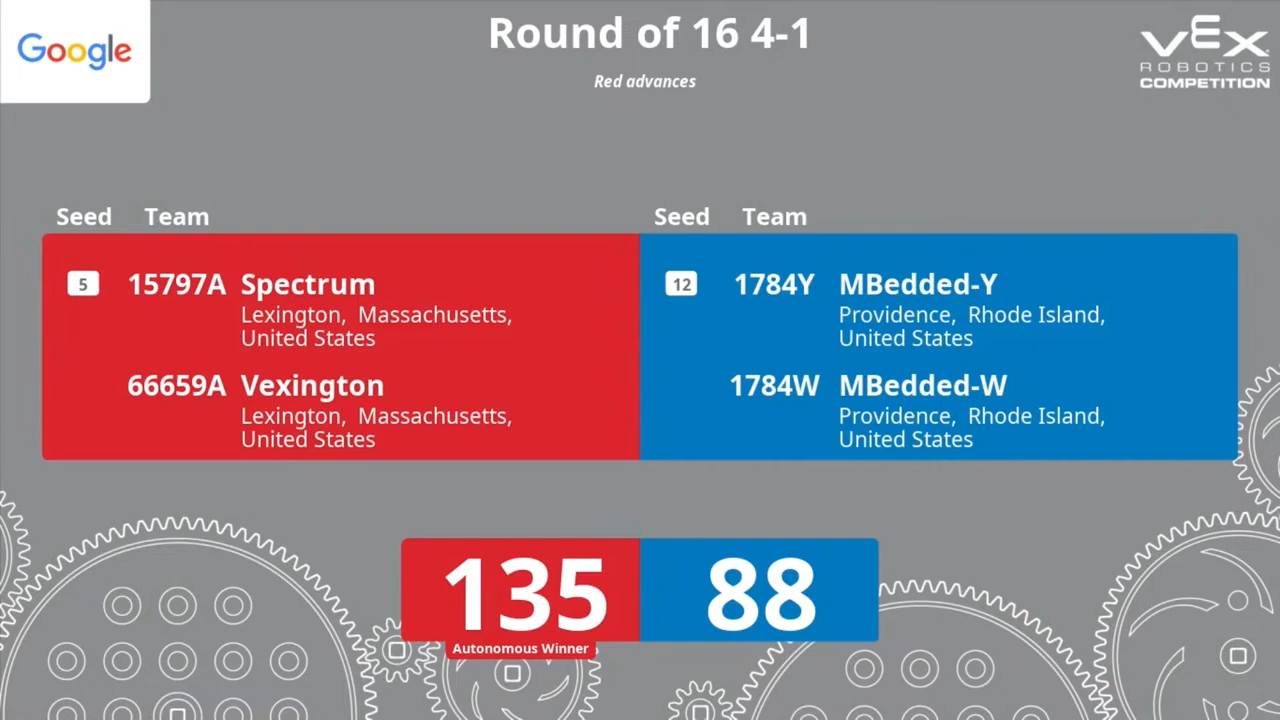 Google
Round of 16 4-1
VEX
ROBOTICS
COMPETITION
Red advances
Seed Team
Seed Team
5 15797A Spectrum
Lexington, Massachusetts,
United States
66659A Vexington
Lexington, Massachusetts,
United States
12 1784Y MBedded-Y
Providence, Rhode Island,
United States
1784W MBedded-W
Providence, Rhode Island,
United States
135
88
Autonomous Winner